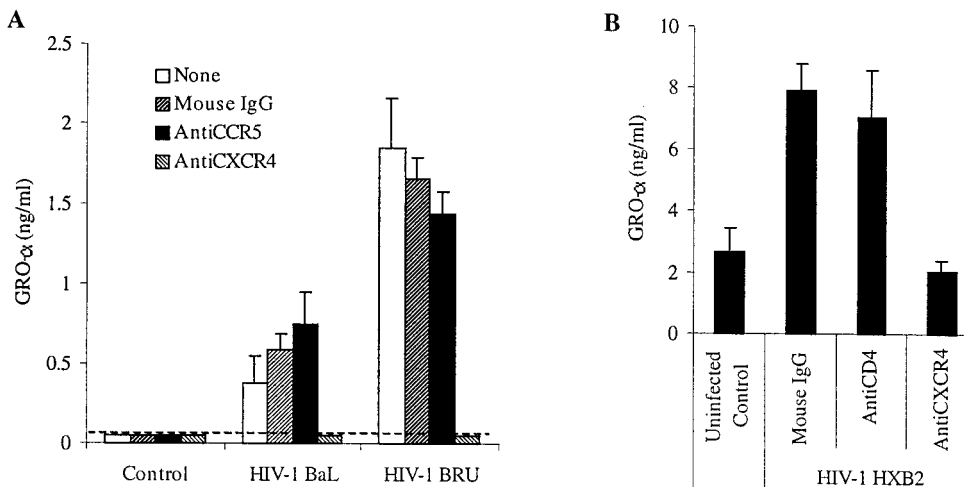 A
GRO-α (ng/ml)
2.5
2
1.5
1
0.5
0
None
Mouse IgG
AntiCCR5
AntiCXCR4
Control
HIV-1 BaL
HIV-1 BRU
B
GRO-α (ng/ml)
10
8
6
4
2
0
Uninfected
Control
Mouse IgG
AntiCD4
AntiCXCR4
HIV-1 HXB2